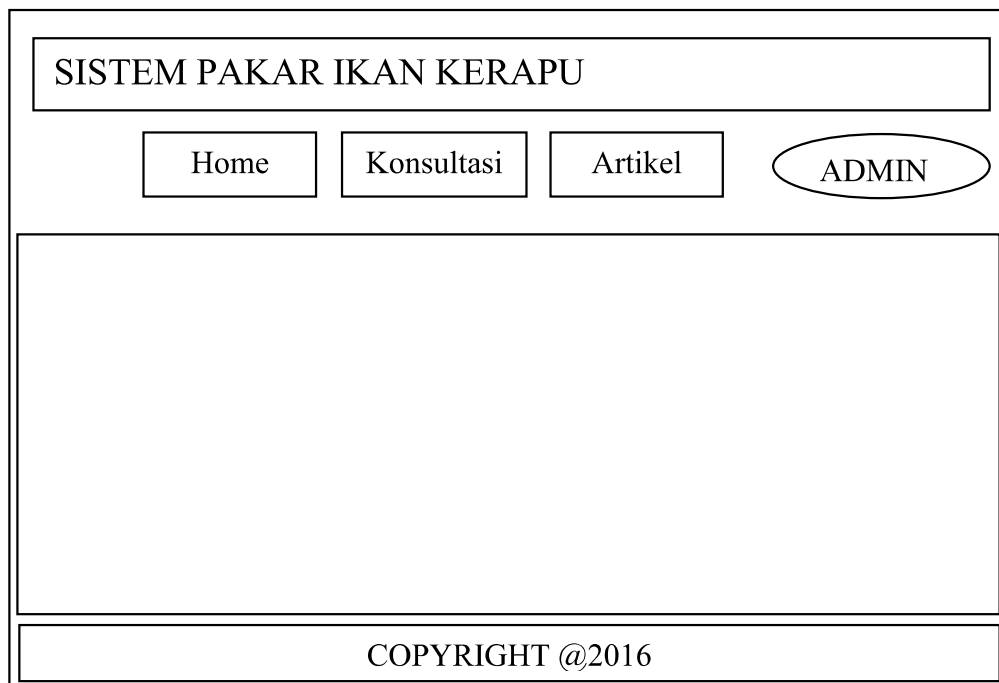 SISTEM PAKAR IKAN KERAPU
Home Konsultasi Artikel ADMIN
COPYRIGHT @2016